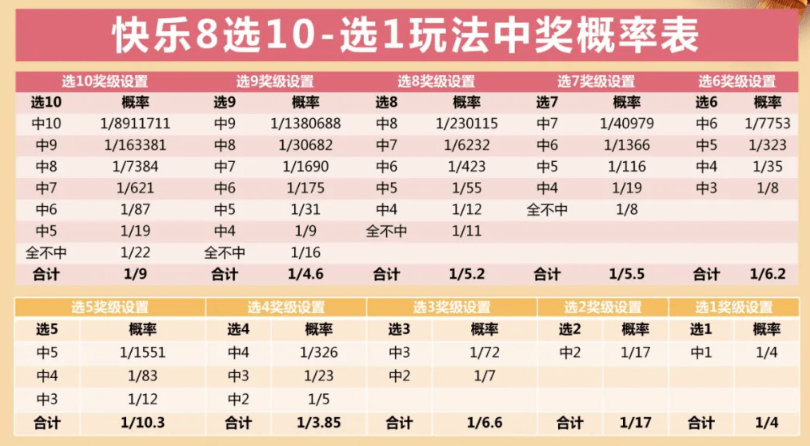 快乐8选10-选1玩法中奖概率表
选10奖级设置 选9奖级设置 选8奖级设置 选7奖级设置 选6奖级设置
选10 概率 选9 概率 选8 概率 选7 概率 选6 概率
中10 1/8911711 中9 1/1380688 中8 1/230115 中7 1/40979 中6 1/7753
中9 1/163381 中8 1/30682 中7 1/6232 中6 1/1366 中5 1/323
中8 1/7384 中7 1/1690 中6 1/423 中5 1/116 中4 1/35
中7 1/621 中6 1/175 中5 1/55 中4 1/19 中3 1/8
中6 1/87 中5 1/31 中4 1/12 全不中 1/8
中5 1/19 中4 1/9 全不中 1/11
全不中 1/22 全不中 1/16
合计 1/9 合计 1/4.6 合计 1/5.2 合计 1/5.5 合计 1/6.2
选5奖级设置 选4奖级设置 选3奖级设置 选2奖级设置 选1奖级设置
选5 概率 选4 概率 选3 概率 选2 概率 选1 概率
中5 1/1551 中4 1/326 中3 1/72 中2 1/17 中1 1/4
中4 1/83 中3 1/23 中2 1/7
中3 1/12 中2 1/5
合计 1/10.3 合计 1/3.85 合计 1/6.6 合计 1/17 合计 1/4